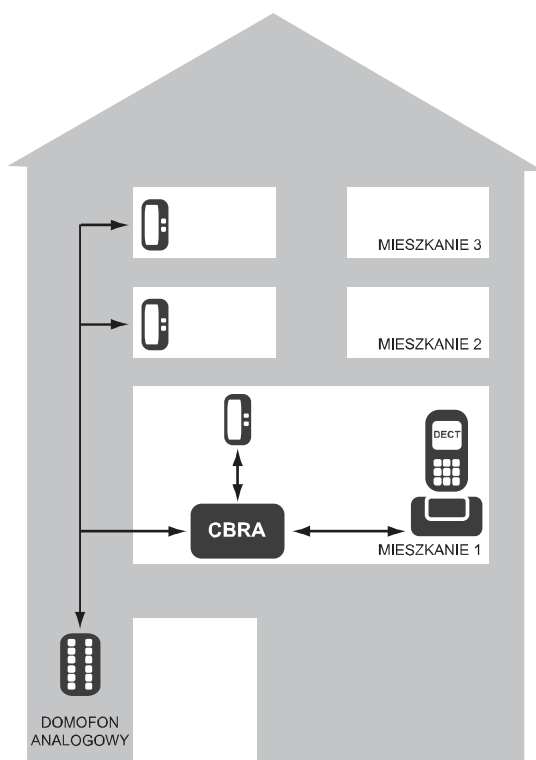 MIESZKANIE 3
MIESZKANIE 2
DECT
CBRA
MIESZKANIE 1
DOMOFON
ANALOGOWY